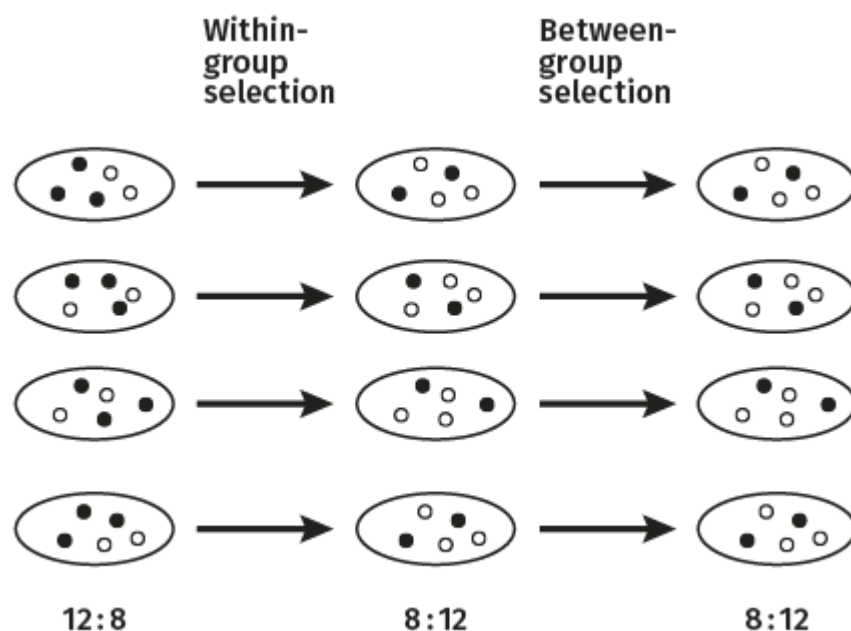 Within-
group
selection
Between-
group
selection
12:8
8:12
8:12